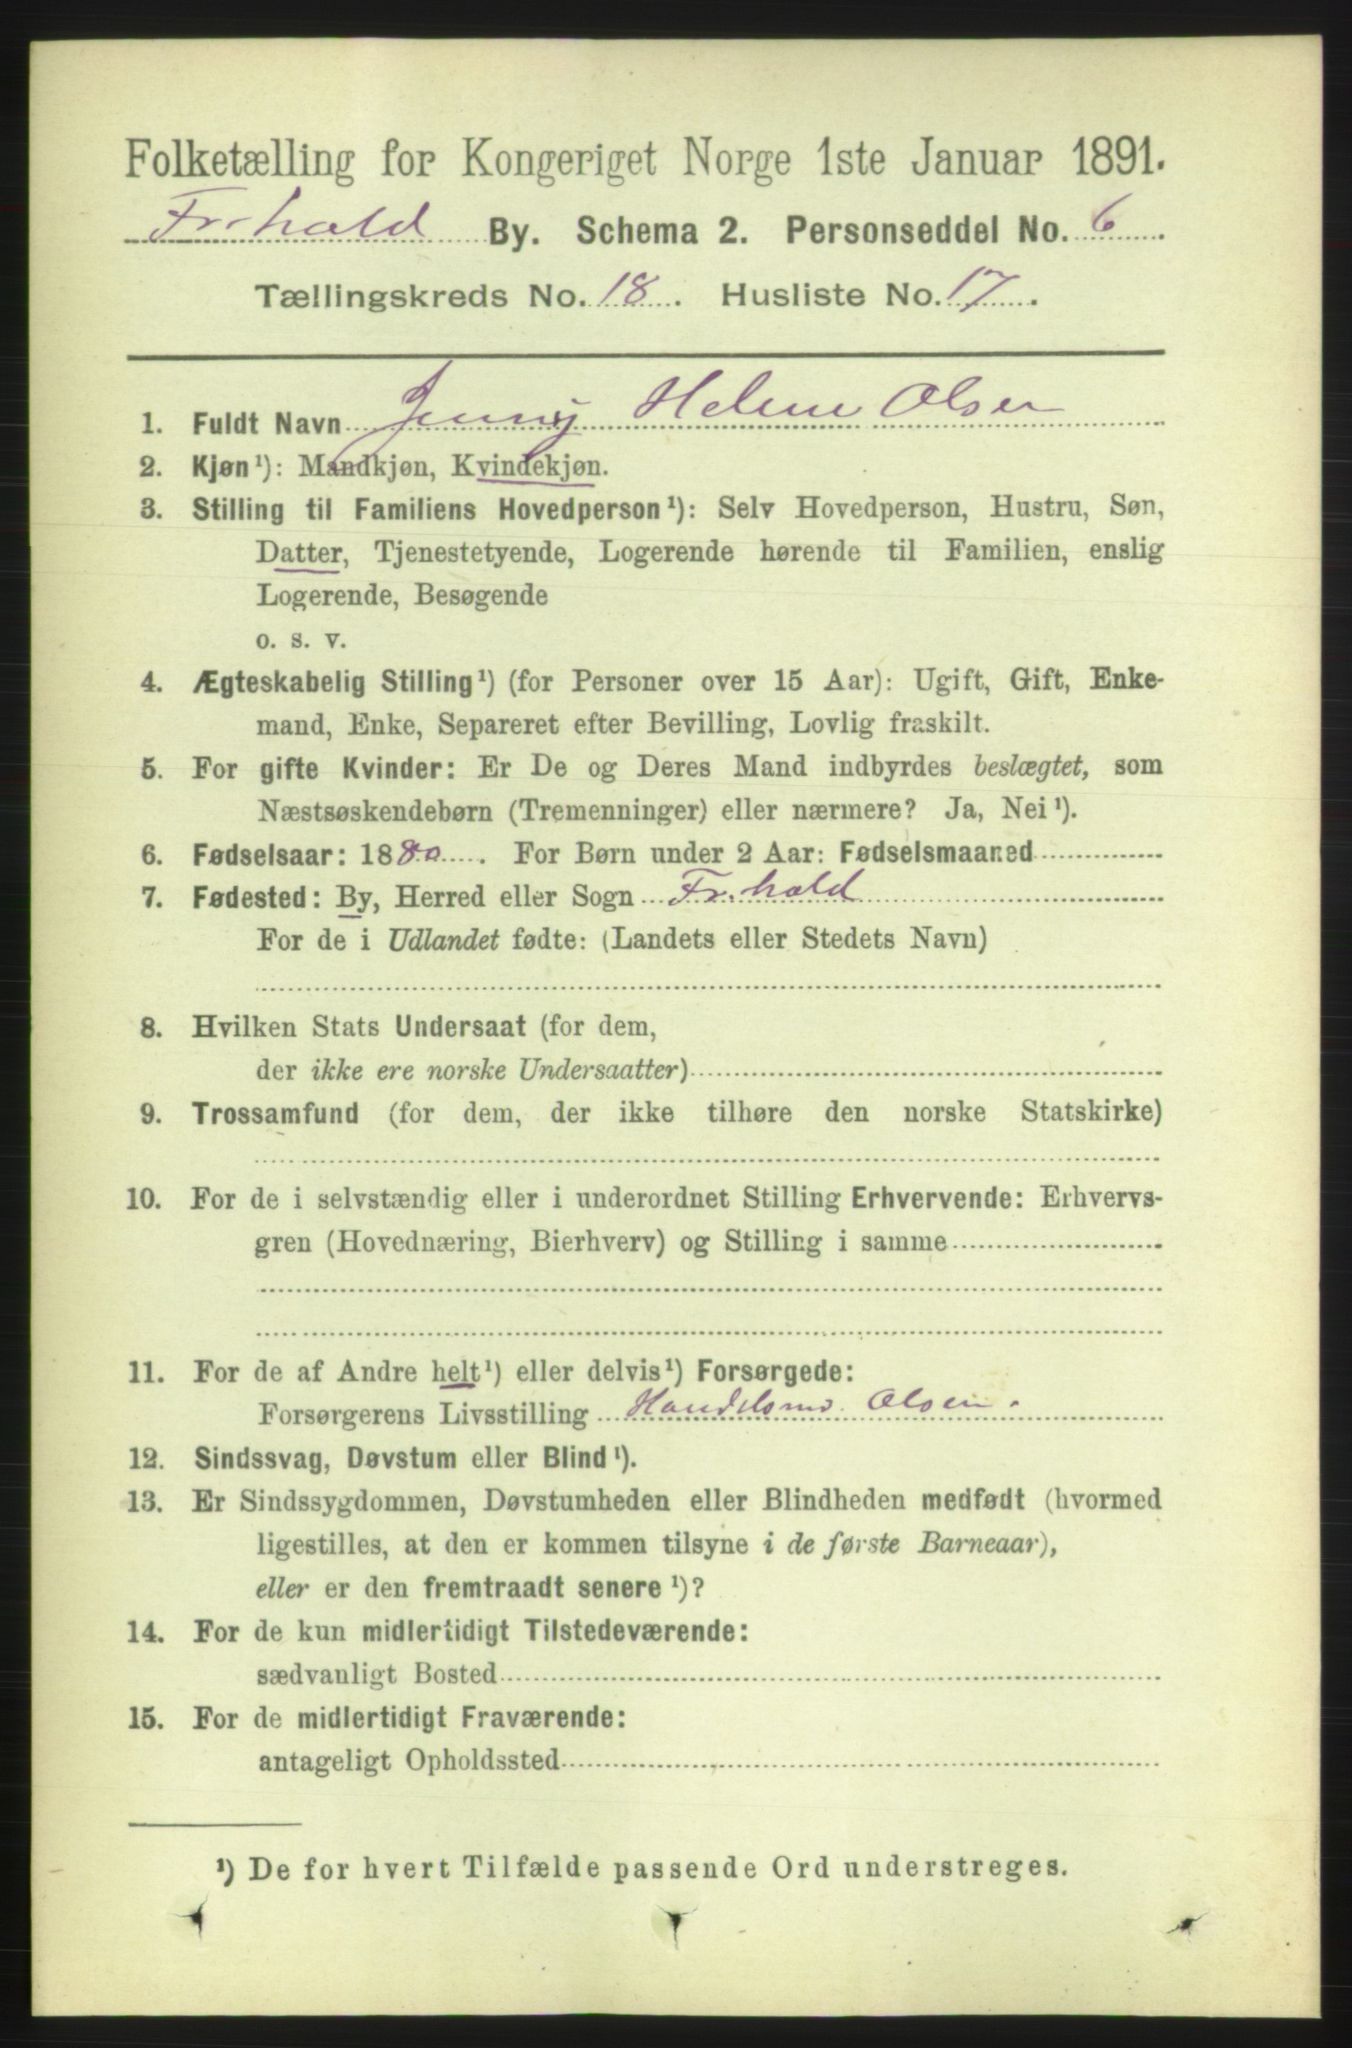 Folketælling for Kongeriget Norge 1ste Januar 1891.
Fr.hald By. Schema 2. Personseddel No. 6.
Tællingskreds No. 18. Husliste No. 17.
1. Fuldt Navn Jenny Helene Olsen
2. Kjøn¹): Mandkjøn, Kvindekjøn.
3. Stilling til Familiens Hovedperson¹): Selv Hovedperson, Hustru, Søn,
Datter, Tjenestetyende, Logerende hørende til Familien, enslig
Logerende, Besøgende
o. s. v.
4. Ægteskabelig Stilling¹) (for Personer over 15 Aar): Ugift, Gift, Enke-
mand, Enke, Separeret efter Bevilling, Lovlig fraskilt.
5. For gifte Kvinder: Er De og Deres Mand indbyrdes beslægtet, som
Næstsøskendebørn (Tremenninger) eller nærmere? Ja, Nei¹).
6. Fødselsaar: 1880. For Børn under 2 Aar: Fødselsmaaned
7. Fødested: By, Herred eller Sogn Fr.hald
For de i Udlandet fødte: (Landets eller Stedets Navn)
8. Hvilken Stats Undersaat (for dem,
der ikke ere norske Undersaatter)
9. Trossamfund (for dem, der ikke tilhøre den norske Statskirke)
10. For de i selvstændig eller i underordnet Stilling Erhvervende: Erhvervs-
gren (Hovednæring, Bierhverv) og Stilling i samme
11. For de af Andre helt¹) eller delvis¹) Forsørgede:
Forsørgerens Livsstilling Handelsmd. Olsen.
12. Sindssvag, Døvstum eller Blind¹).
13. Er Sindssygdommen, Døvstumheden eller Blindheden medfødt (hvormed
ligestilles, at den er kommen tilsyne i de første Barneaar),
eller er den fremtraadt senere¹)?
14. For de kun midlertidigt Tilstedeværende:
sædvanligt Bosted
15. For de midlertidigt Fraværende:
antageligt Opholdssted
¹) De for hvert Tilfælde passende Ord understreges.